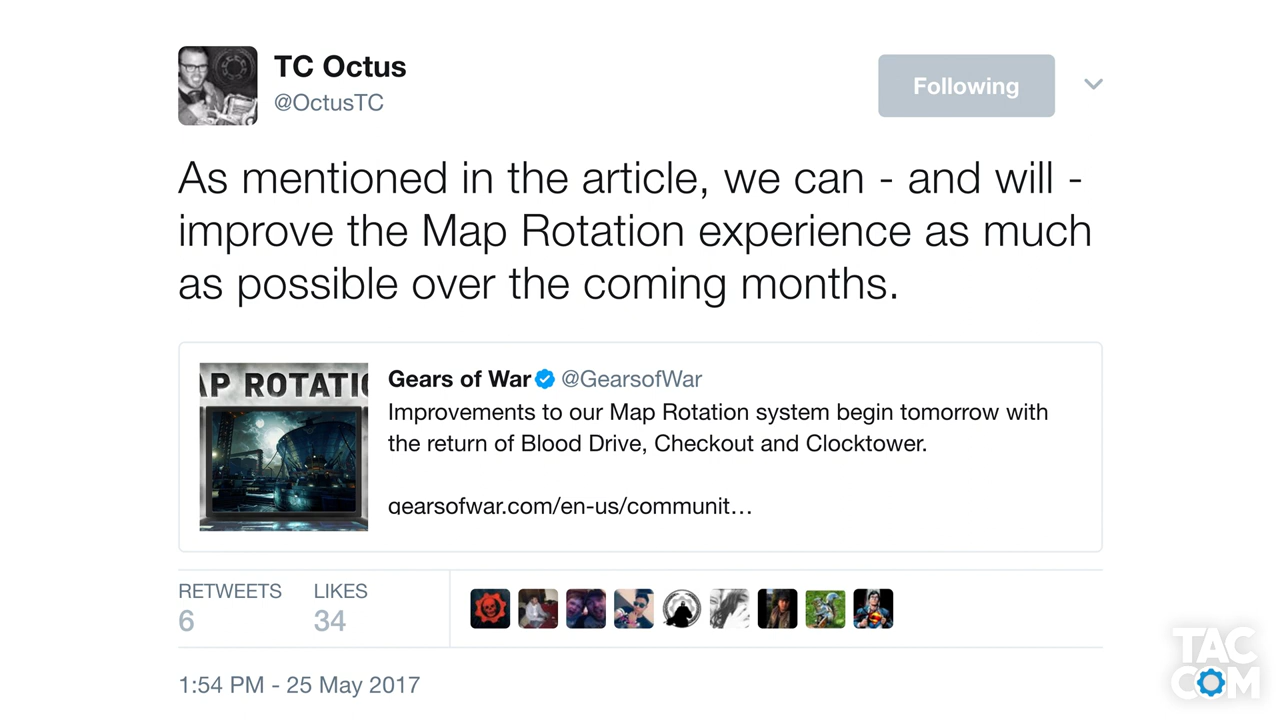 TC Octus
@OctusTC
Following
As mentioned in the article, we can - and will -
improve the Map Rotation experience as much
as possible over the coming months.
AP ROTATIO
Gears of War @GearsofWar
Improvements to our Map Rotation system begin tomorrow with
the return of Blood Drive, Checkout and Clocktower.
gearsofwar.com/en-us/communit…
RETWEETS LIKES
6 34
1:54 PM - 25 May 2017
TAC
COM